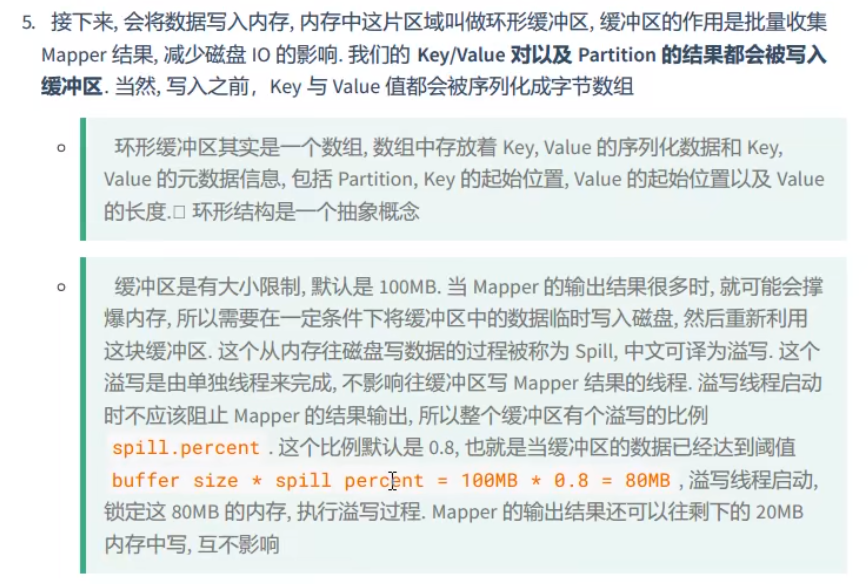 5. 接下来, 会将数据写入内存, 内存中这片区域叫做环形缓冲区, 缓冲区的作用是批量收集
Mapper 结果, 减少磁盘 IO 的影响. 我们的 Key/Value 对以及 Partition 的结果都会被写入
缓冲区. 当然, 写入之前，Key 与 Value 值都会被序列化成字节数组
环形缓冲区其实是一个数组, 数组中存放着 Key, Value 的序列化数据和 Key,
Value 的元数据信息, 包括 Partition, Key 的起始位置, Value 的起始位置以及 Value
的长度.□ 环形结构是一个抽象概念
缓冲区是有大小限制, 默认是 100MB. 当 Mapper 的输出结果很多时, 就可能会撑
爆内存, 所以需要在一定条件下将缓冲区中的数据临时写入磁盘, 然后重新利用
这块缓冲区. 这个从内存往磁盘写数据的过程被称为 Spill, 中文可译为溢写. 这个
溢写是由单独线程来完成, 不影响往缓冲区写 Mapper 结果的线程. 溢写线程启动
时不应该阻止 Mapper 的结果输出, 所以整个缓冲区有个溢写的比例
spill.percent . 这个比例默认是 0.8, 也就是当缓冲区的数据已经达到阈值
buffer size * spill percent = 100MB * 0.8 = 80MB , 溢写线程启动,
锁定这 80MB 的内存, 执行溢写过程. Mapper 的输出结果还可以往剩下的 20MB
内存中写, 互不影响